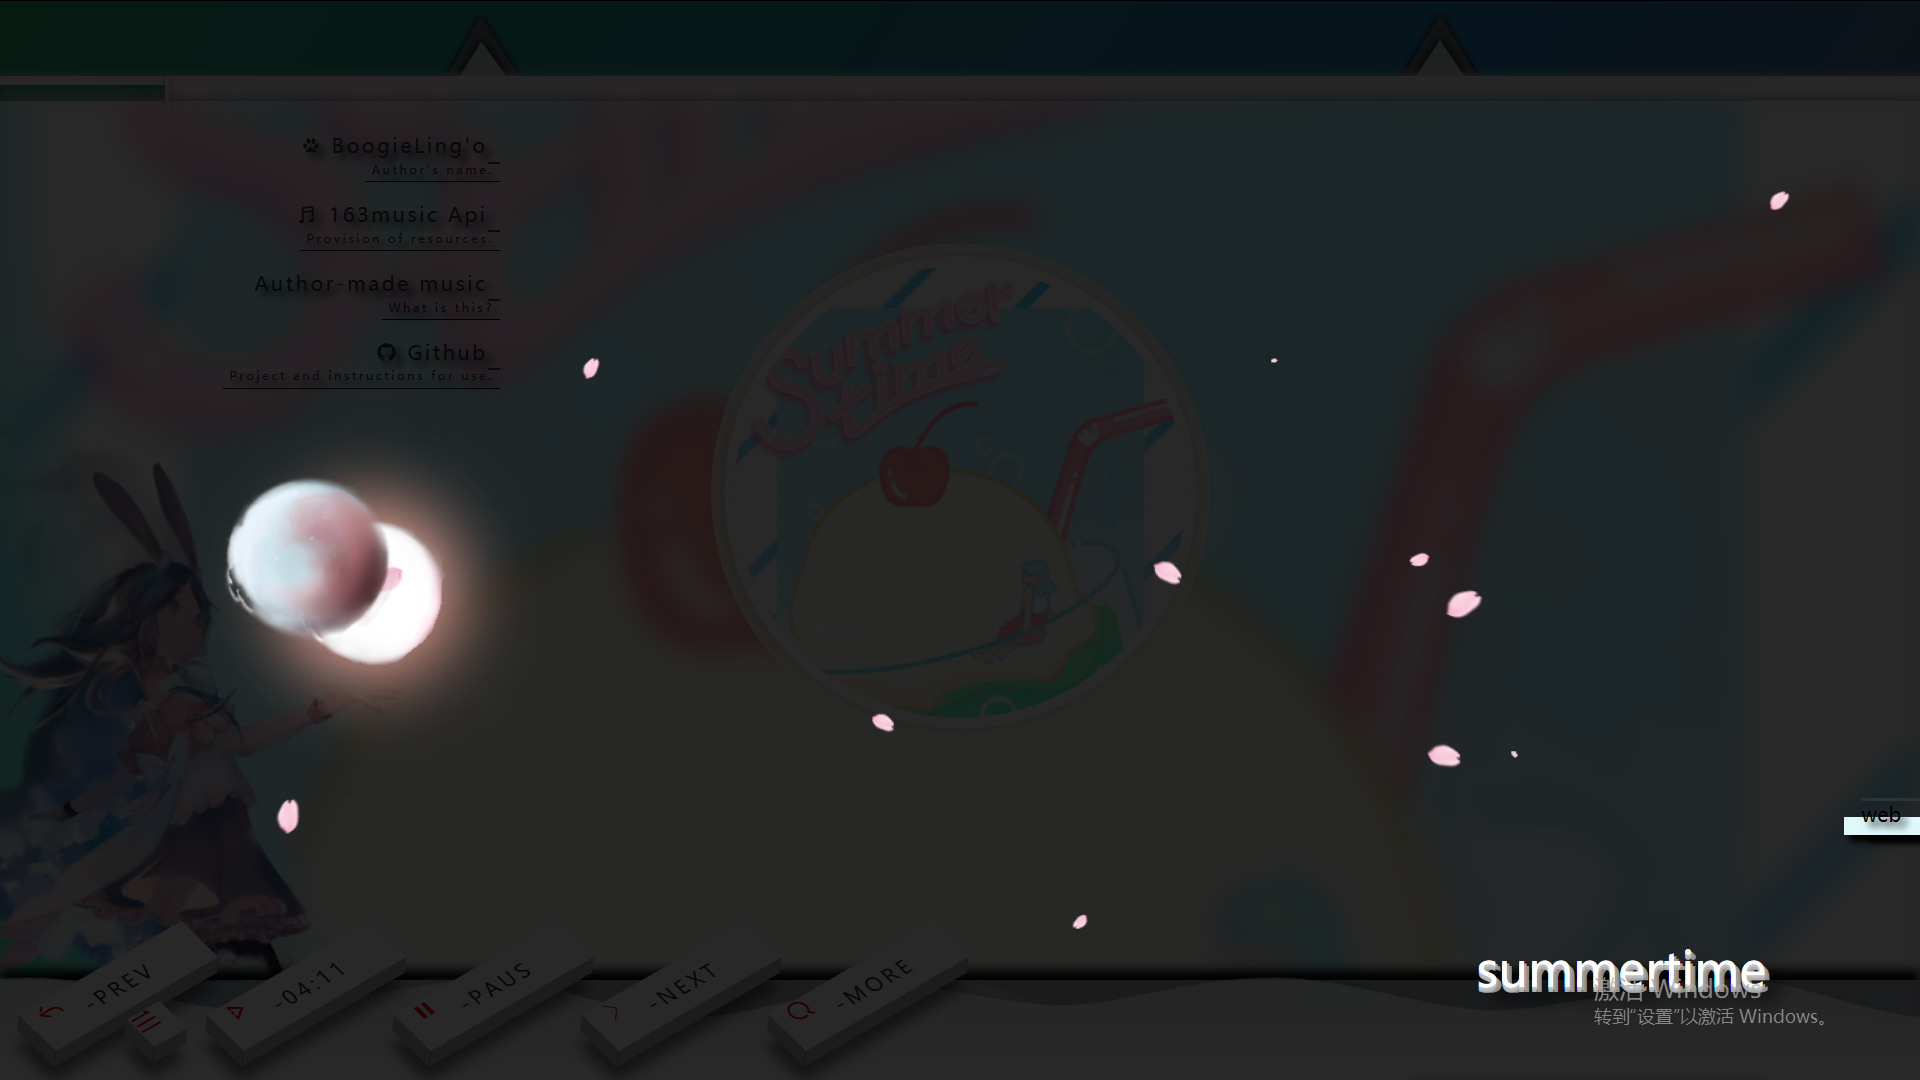 BoogieLing'o
Author's name.
163music Api
Provision of resources.
Author-made music
What is this?
Github
Project and instructions for use.
Summer
time
web
-PREV
-04:11
-PAUS
-NEXT
-MORE
summertime
激活 Windows
转到“设置”以激活 Windows。